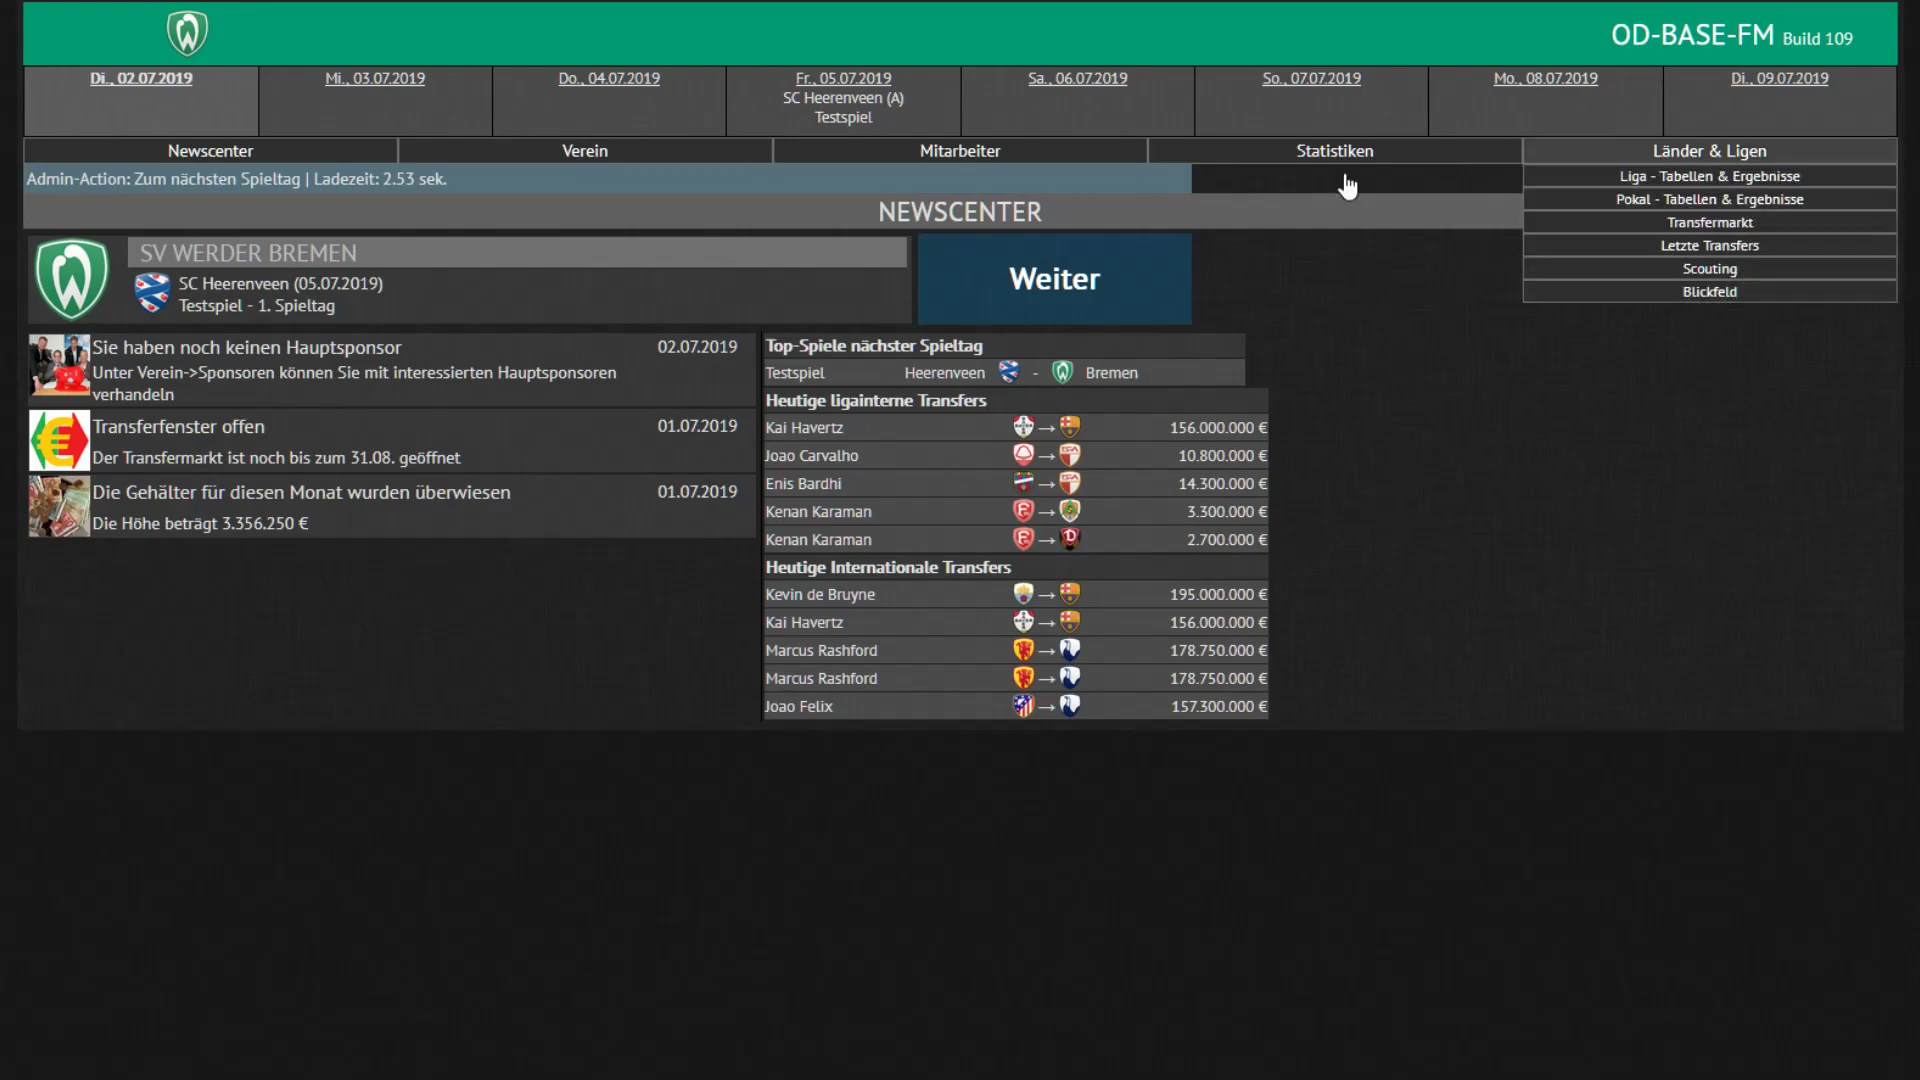 OD-BASE-FM Build 109
Di., 02.07.2019
Mi., 03.07.2019
Do., 04.07.2019
Fr., 05.07.2019
SC Heerenveen (A)
Testspiel
Sa., 06.07.2019
So., 07.07.2019
Mo., 08.07.2019
Di., 09.07.2019
Newscenter
Verein
Mitarbeiter
Statistiken
Länder & Ligen
Liga - Tabellen & Ergebnisse
Pokal - Tabellen & Ergebnisse
Transfermarkt
Letzte Transfers
Scouting
Blickfeld
Admin-Action: Zum nächsten Spieltag | Ladezeit: 2.53 sek.
NEWSCENTER
SV WERDER BREMEN
SC Heerenveen (05.07.2019)
Testspiel - 1. Spieltag
Weiter
Sie haben noch keinen Hauptsponsor 02.07.2019
Unter Verein->Sponsoren können Sie mit interessierten Hauptsponsoren
verhandeln
Transferfenster offen 01.07.2019
Der Transfermarkt ist noch bis zum 31.08. geöffnet
Die Gehälter für diesen Monat wurden überwiesen 01.07.2019
Die Höhe beträgt 3.356.250 €
Top-Spiele nächster Spieltag
Testspiel Heerenveen - Bremen
Heutige ligainterne Transfers
Kai Havertz → 156.000.000 €
Joao Carvalho → 10.800.000 €
Enis Bardhi → 14.300.000 €
Kenan Karaman → 3.300.000 €
Kenan Karaman → 2.700.000 €
Heutige Internationale Transfers
Kevin de Bruyne → 195.000.000 €
Kai Havertz → 156.000.000 €
Marcus Rashford → 178.750.000 €
Marcus Rashford → 178.750.000 €
Joao Felix → 157.300.000 €